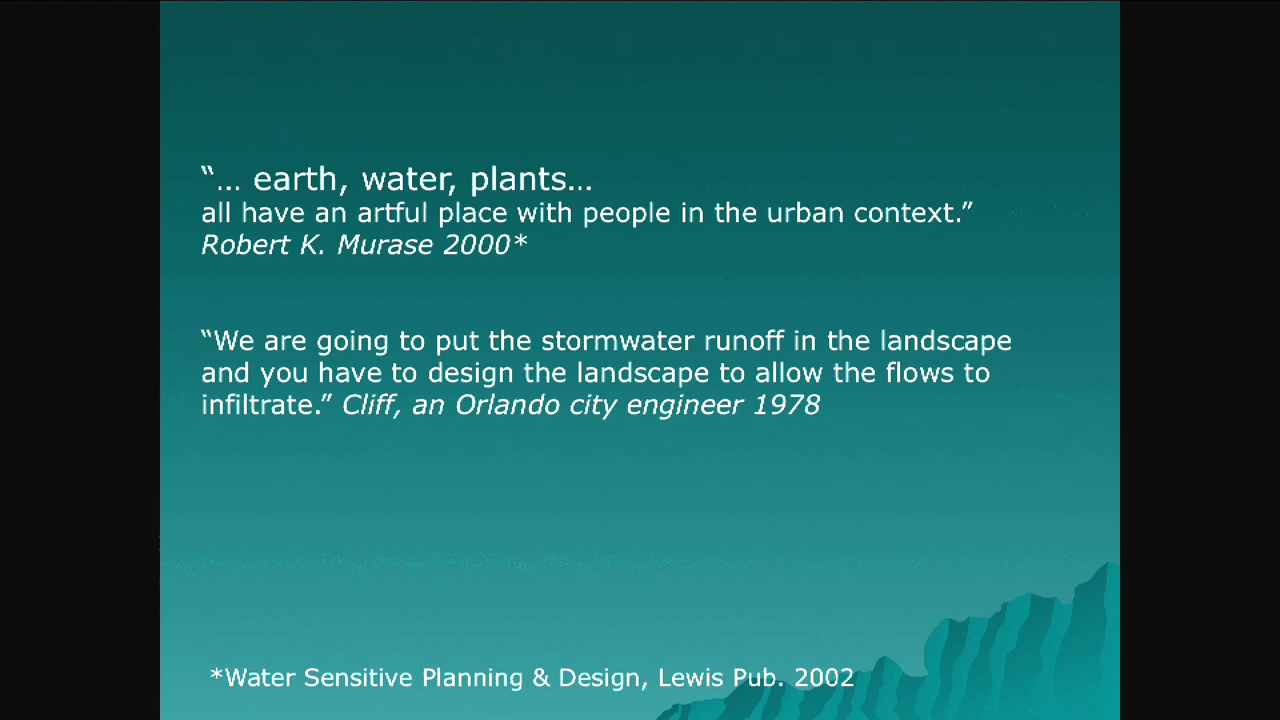 “... earth, water, plants...
all have an artful place with people in the urban context.”
Robert K. Murase 2000*
“We are going to put the stormwater runoff in the landscape
and you have to design the landscape to allow the flows to
infiltrate.” Cliff, an Orlando city engineer 1978
*Water Sensitive Planning & Design, Lewis Pub. 2002